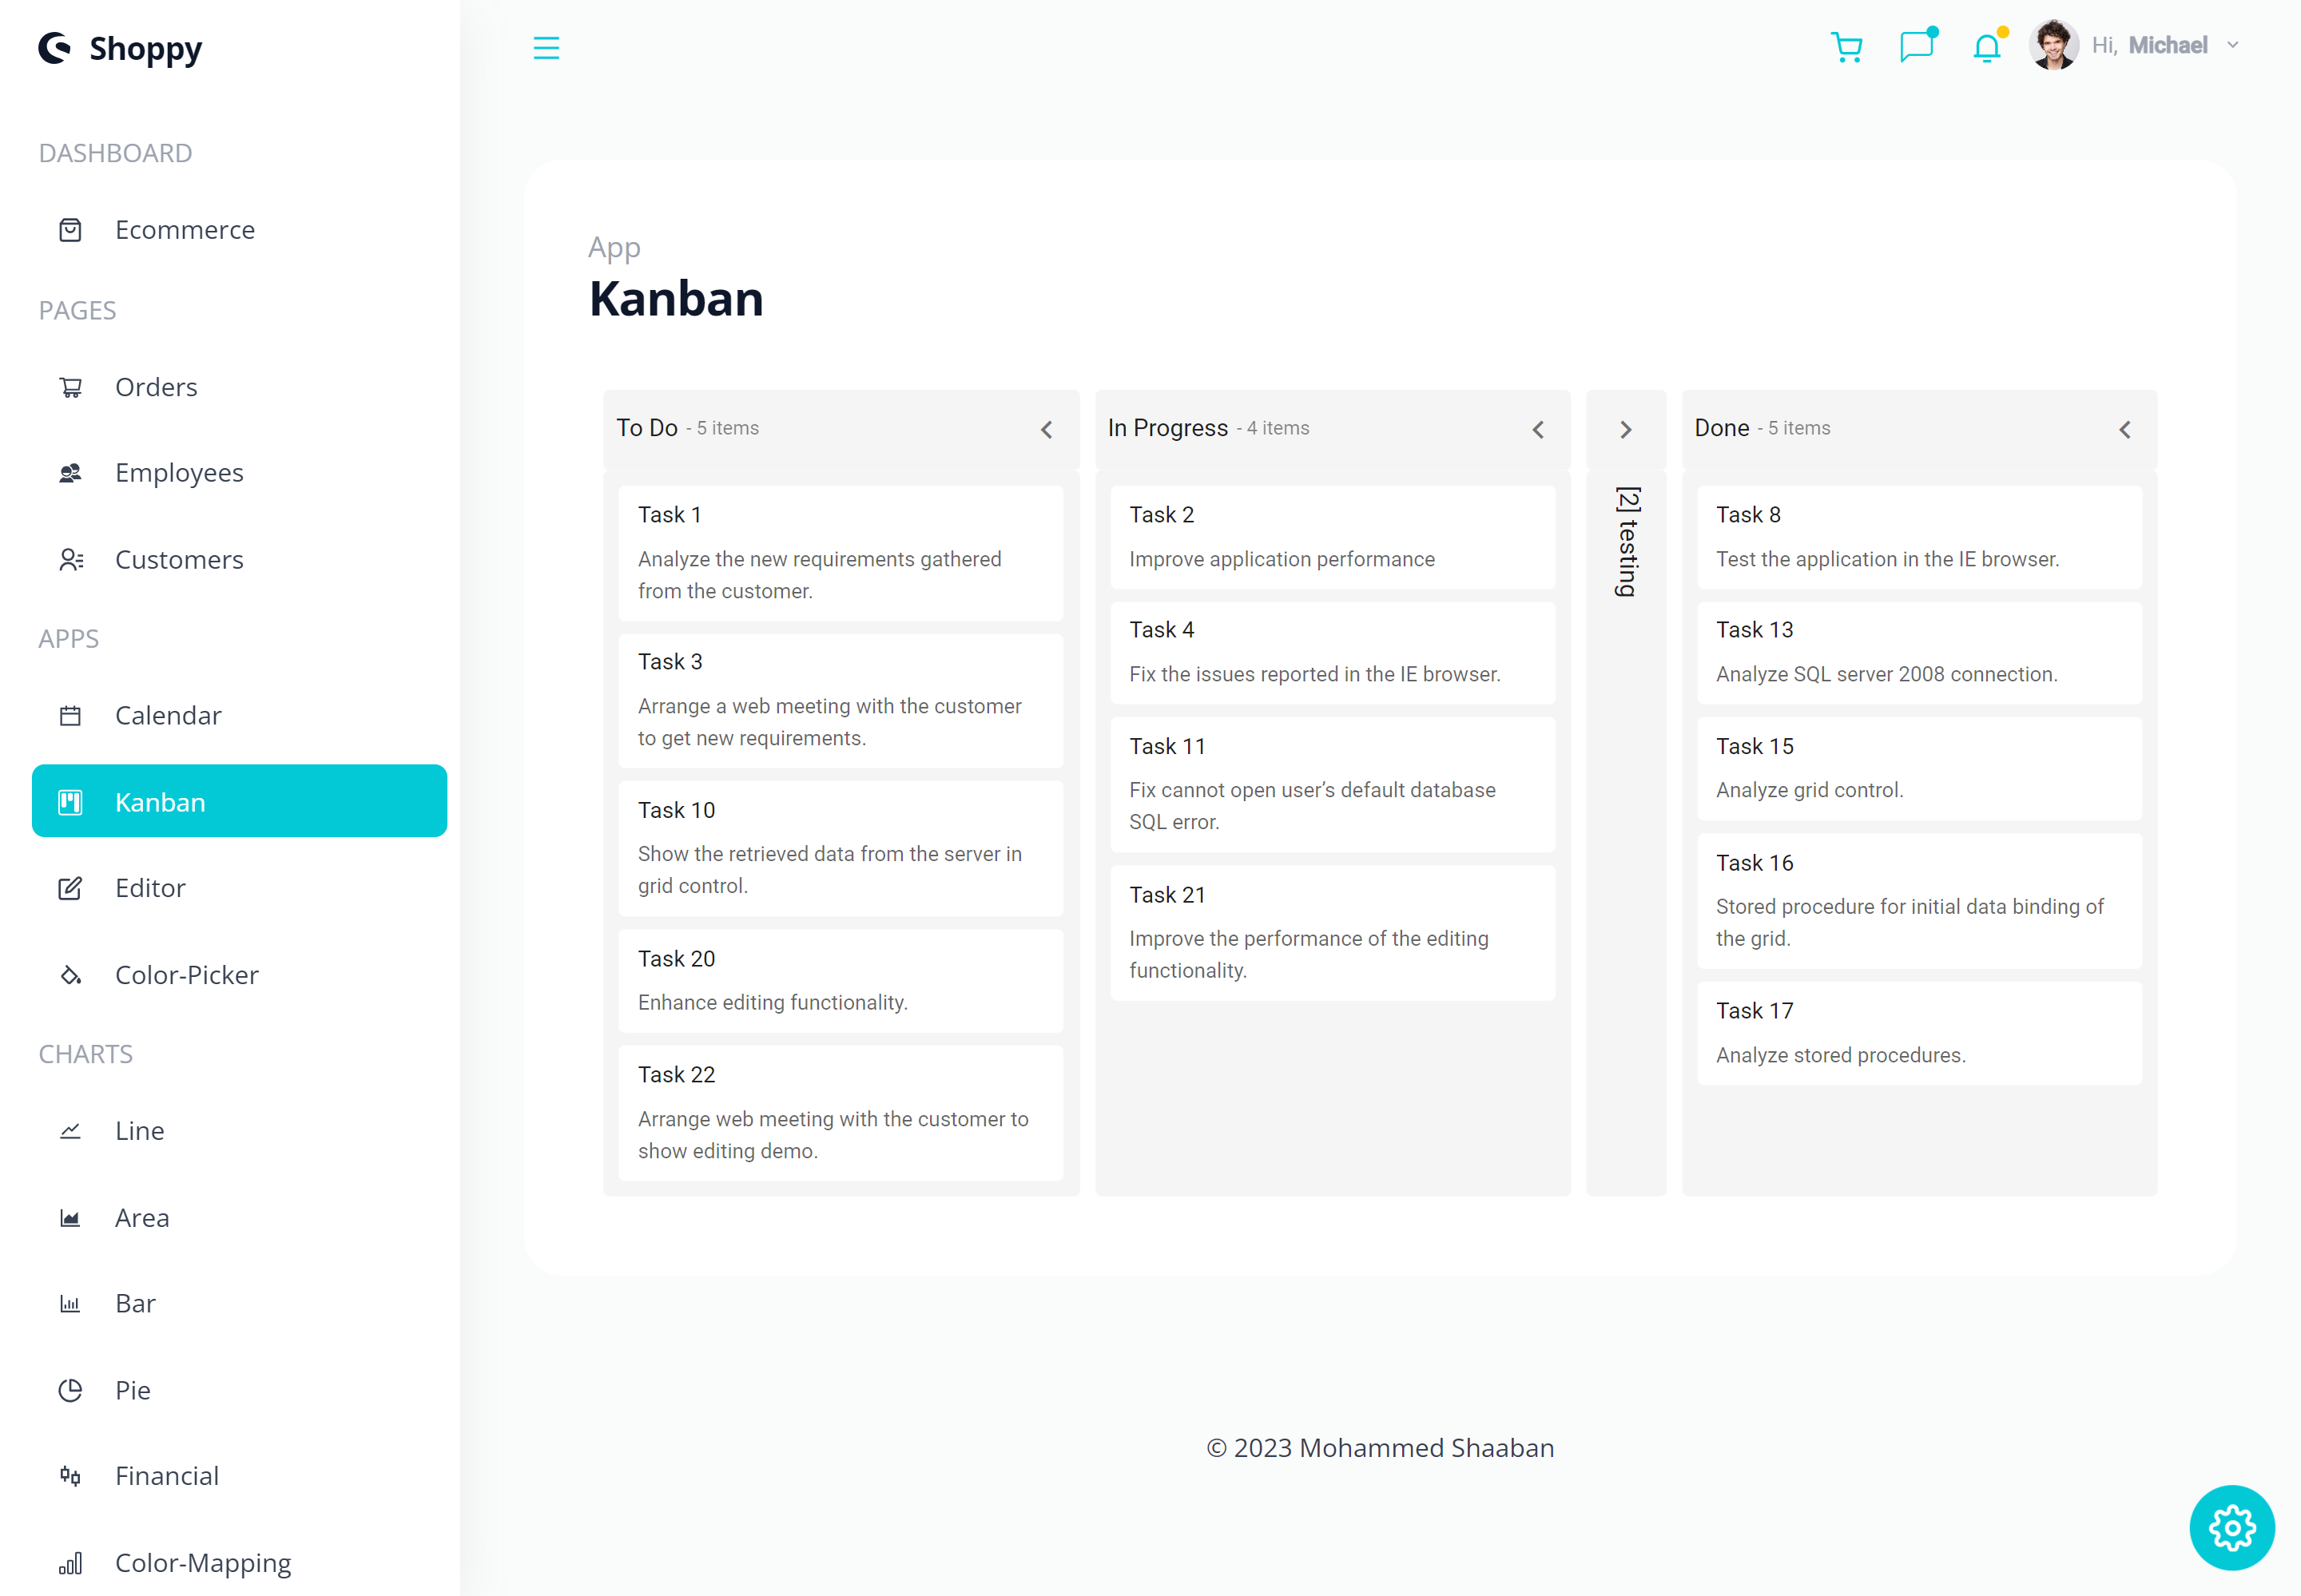 Shoppy
DASHBOARD
Ecommerce
PAGES
Orders
Employees
Customers
APPS
Calendar
Kanban
Editor
Color-Picker
CHARTS
Line
Area
Bar
Pie
Financial
Color-Mapping
Hi, Michael
App
Kanban
To Do - 5 items
Task 1
Analyze the new requirements gathered
from the customer.
Task 3
Arrange a web meeting with the customer
to get new requirements.
Task 10
Show the retrieved data from the server in
grid control.
Task 20
Enhance editing functionality.
Task 22
Arrange web meeting with the customer to
show editing demo.
In Progress - 4 items
Task 2
Improve application performance
Task 4
Fix the issues reported in the IE browser.
Task 11
Fix cannot open user’s default database
SQL error.
Task 21
Improve the performance of the editing
functionality.
[2] testing
Done - 5 items
Task 8
Test the application in the IE browser.
Task 13
Analyze SQL server 2008 connection.
Task 15
Analyze grid control.
Task 16
Stored procedure for initial data binding of
the grid.
Task 17
Analyze stored procedures.
© 2023 Mohammed Shaaban